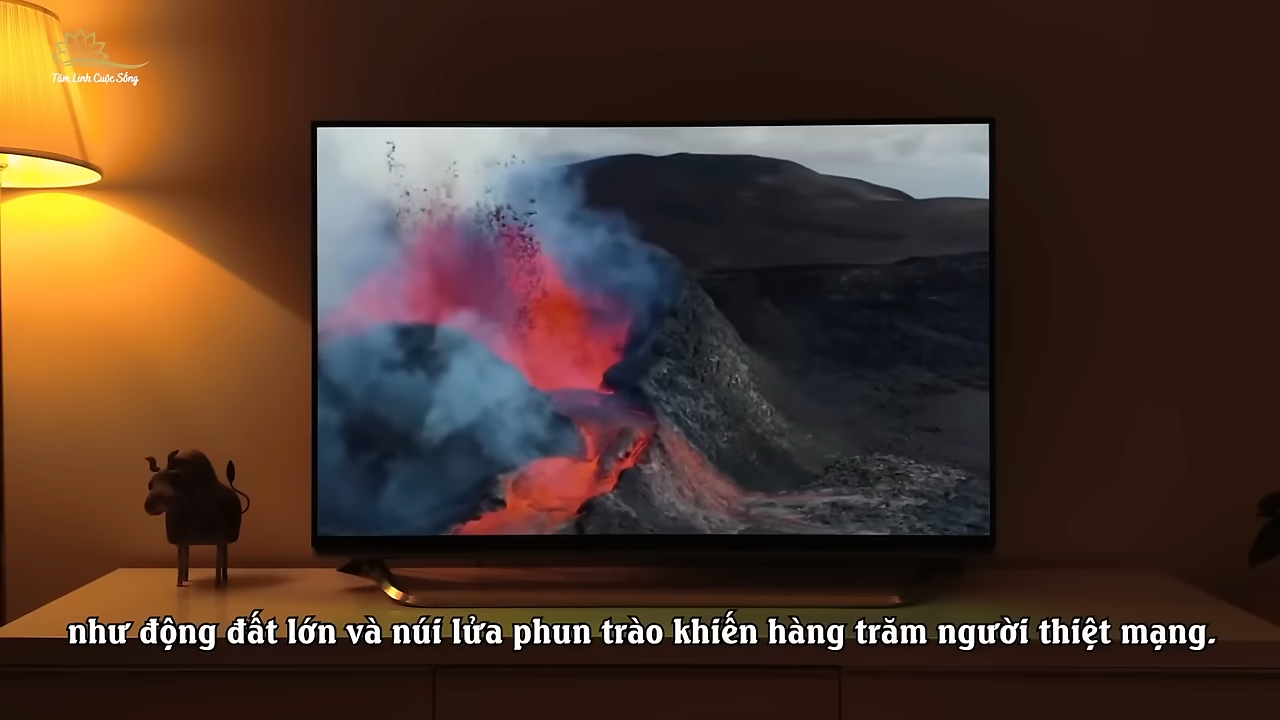 Tâm Linh Cuộc Sống
như động đất lớn và núi lửa phun trào khiến hàng trăm người thiệt mạng.